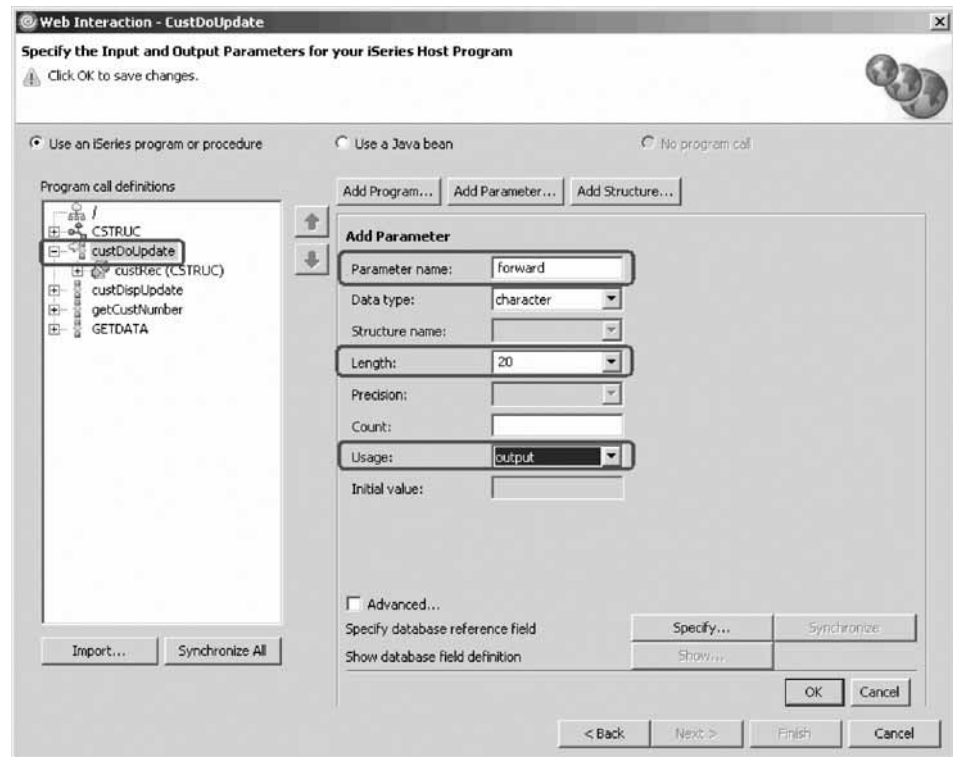 Web Interaction - CustDoUpdate
Specify the Input and Output Parameters for your iSeries Host Program
Click OK to save changes.
Use an iSeries program or procedure
Use a Java bean
No program call
Program call definitions
/
CSTRUC
custDoUpdate
custRec (CSTRUC)
custDispUpdate
getCustNumber
GETDATA
Import...
Synchronize All
Add Program...
Add Parameter...
Add Structure...
Add Parameter
Parameter name: forward
Data type: character
Structure name:
Length: 20
Precision:
Count:
Usage: output
Initial value:
Advanced...
Specify database reference field Specify... Synchronize
Show database field definition Show...
OK Cancel
< Back Next > Finish Cancel